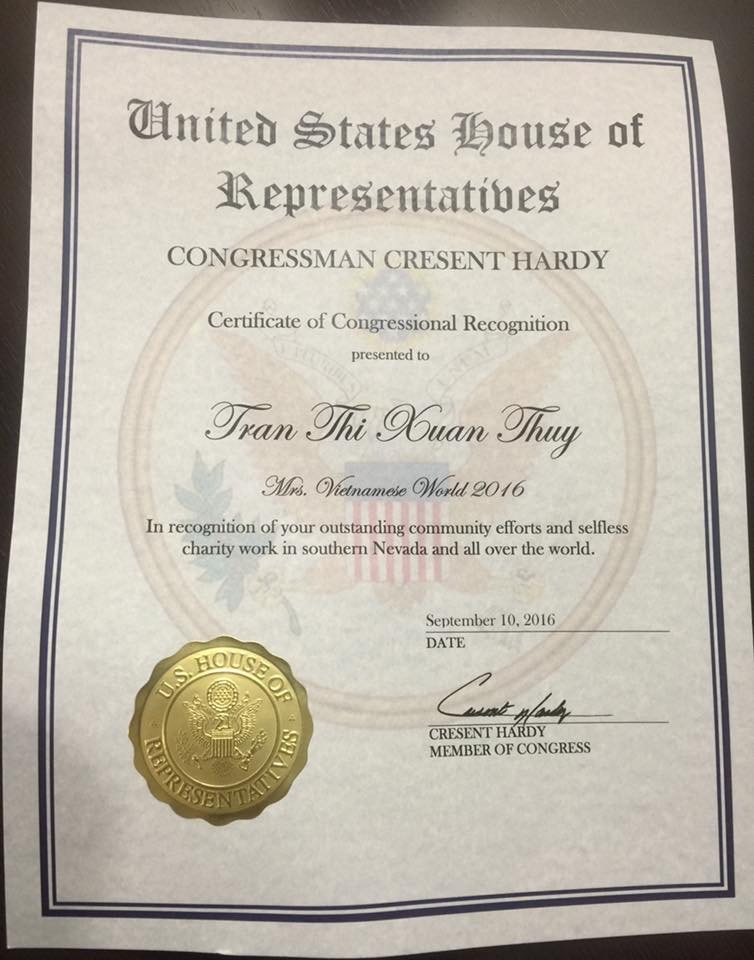 United States House of
Representatives
CONGRESSMAN CRESENT HARDY
Certificate of Congressional Recognition
presented to
Tran Thi Xuan Thuy
Mrs. Vietnamese World 2016
In recognition of your outstanding community efforts and selfless
charity work in southern Nevada and all over the world.
September 10, 2016
DATE
Cresent Hardy
CRESENT HARDY
MEMBER OF CONGRESS
U.S. HOUSE OF
REPRESENTATIVES